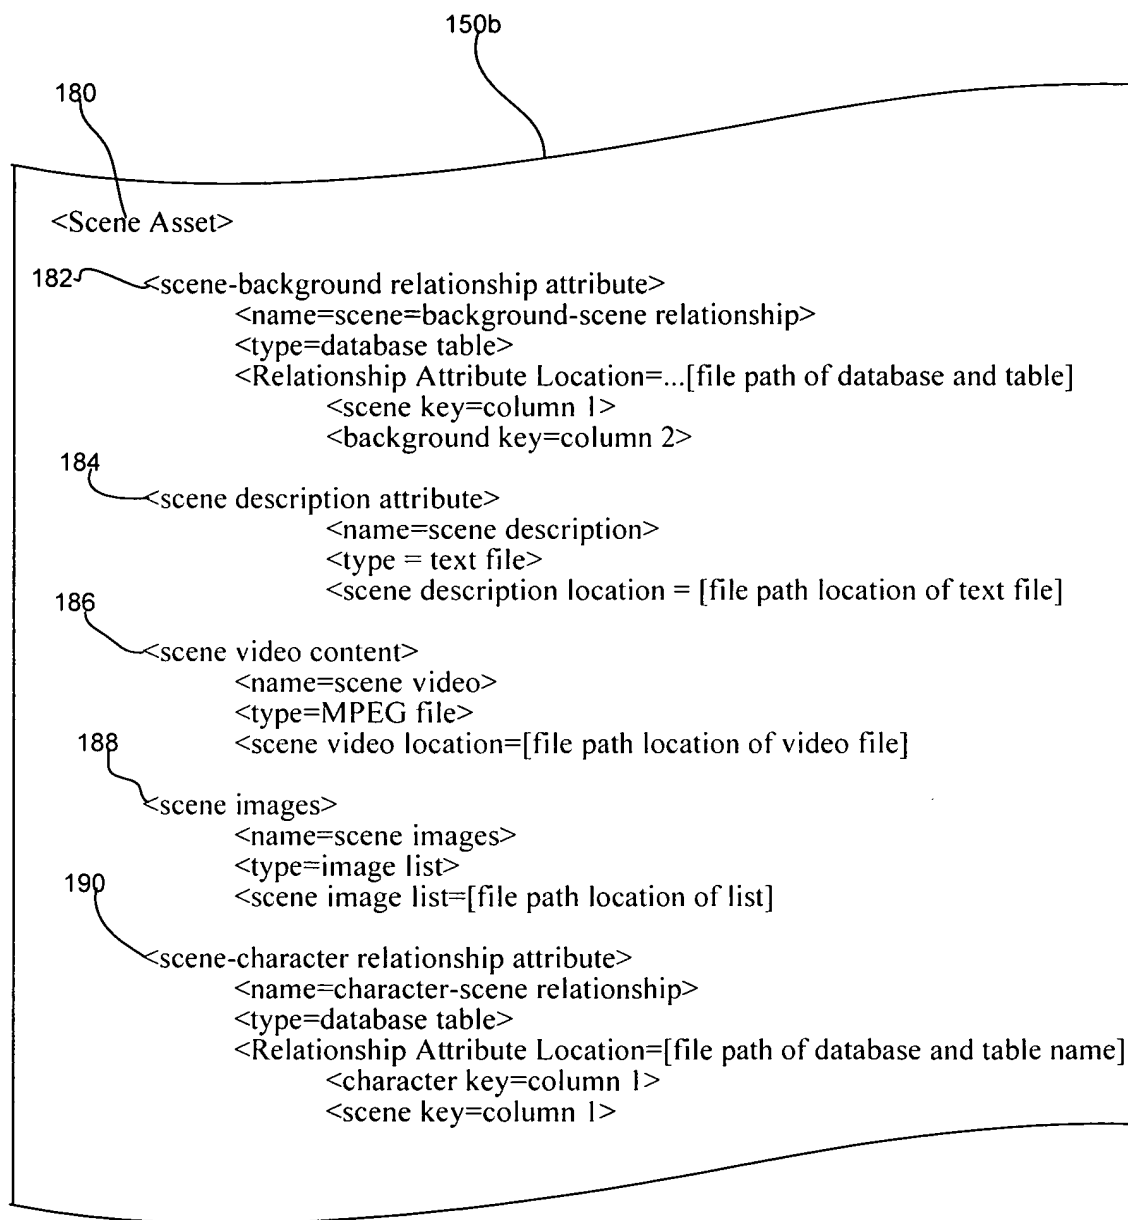 150b
180
<Scene Asset>
182
<scene-background relationship attribute>
<name=scene=background-scene relationship>
<type=database table>
<Relationship Attribute Location=...[file path of database and table]
<scene key=column 1>
<background key=column 2>
184
<scene description attribute>
<name=scene description>
<type = text file>
<scene description location = [file path location of text file]
186
<scene video content>
<name=scene video>
<type=MPEG file>
<scene video location=[file path location of video file]
188
<scene images>
<name=scene images>
<type=image list>
<scene image list=[file path location of list]
190
<scene-character relationship attribute>
<name=character-scene relationship>
<type=database table>
<Relationship Attribute Location=[file path of database and table name]
<character key=column 1>
<scene key=column 1>